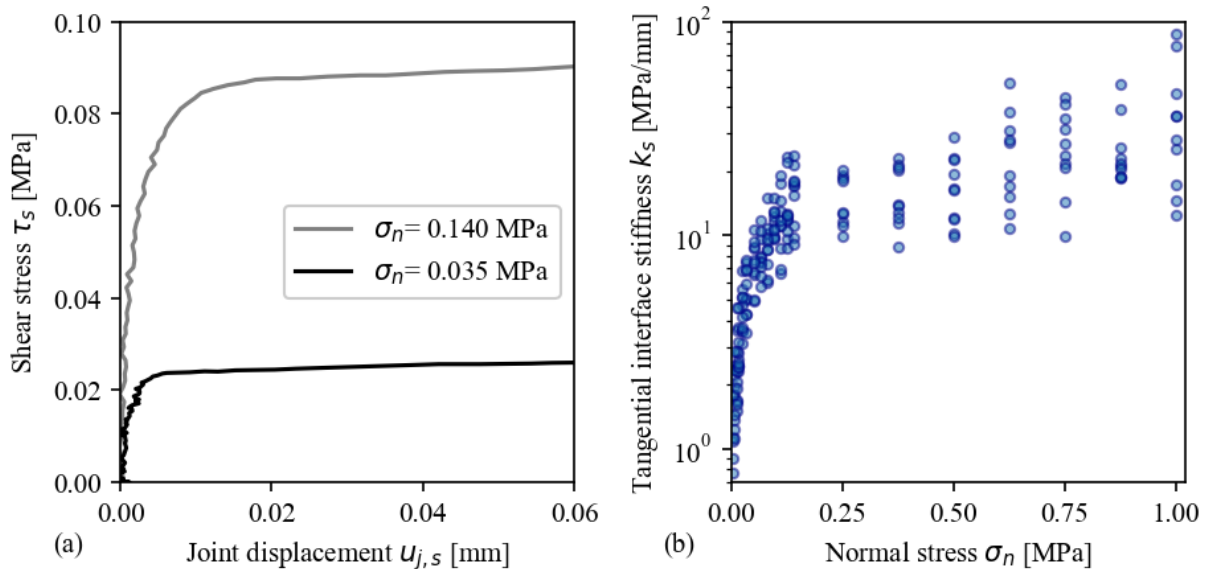 0.10
0.08
0.06
0.04
0.02
0.00
Shear stress τₛ [MPa]
σₙ= 0.140 MPa
σₙ= 0.035 MPa
0.00 0.02 0.04 0.06
(a) Joint displacement u_{j,s} [mm]
10²
10¹
10⁰
Tangential interface stiffness kₛ [MPa/mm]
0.00 0.25 0.50 0.75 1.00
(b) Normal stress σₙ [MPa]